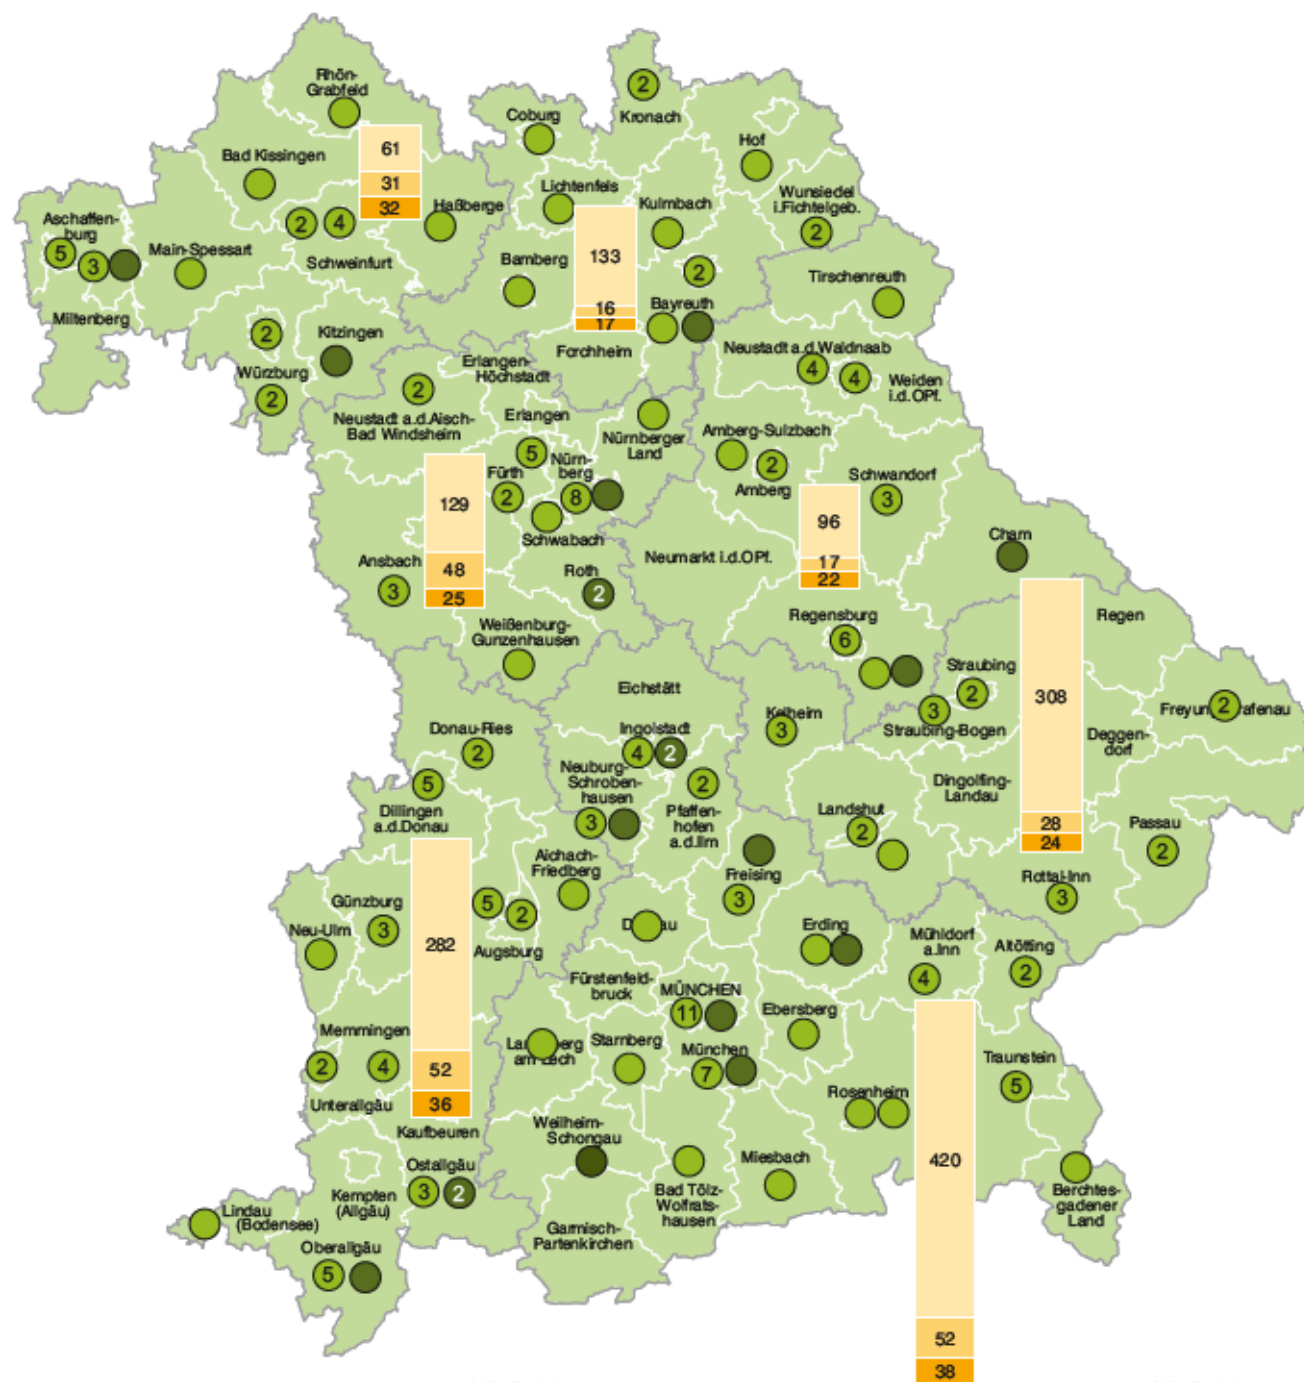 Rhön-
Grabfeld
2
Kronach
Coburg
61
31
32
Bad Kissingen
Hof
Lichtenfels
Kulmbach
Wunsiedel
i.Fichtelgeb.
2
Haßberge
2
4
Schweinfurt
Aschaffen-
burg
5
3
Main-Spessart
Miltenberg
133
16
17
Bamberg
2
Bayreuth
Tirschenreuth
Forchheim
2
Würzburg
2
Kitzingen
Erlangen-
Höchstadt
2
Neustadt a.d.Aisch-
Bad Windsheim
Neustadt a.d.Waldnaab
4
4
Weiden
i.d.OPf.
Erlangen
5
Nürnberger
Land
Nürn-
berg
8
Fürth
2
Schwabach
Amberg-Sulzbach
2
Amberg
Schwandorf
3
129
48
25
96
17
22
Neumarkt i.d.OPf.
Cham
Ansbach
3
Roth
2
Weißenburg-
Gunzenhausen
Regensburg
6
308
28
24
Regen
Straubing
2
3
Straubing-Bogen
Freyung-Grafenau
2
Eichstätt
Ingolstadt
4
2
Kelheim
3
Deggen-
dorf
Donau-Ries
2
5
Dillingen
a.d.Donau
Neuburg-
Schroben-
hausen
3
2
Pfaffen-
hofen
a.d.Ilm
Dingolfing-
Landau
Landshut
2
Passau
2
Rottal-Inn
3
282
52
36
Aichach-
Friedberg
Freising
3
Günzburg
3
Neu-Ulm
5
2
Augsburg
Erding
Mühldorf
a.Inn
4
Altötting
2
Fürstenfeld-
bruck
MÜNCHEN
11
Ebersberg
420
52
38
Memmingen
2
4
Unterallgäu
Starnberg
München
7
Traunstein
5
Rosenheim
Kaufbeuren
Weilheim-
Schongau
Miesbach
Ostallgäu
3
2
Kempten
(Allgäu)
Bad Tölz-
Wolfrats-
hausen
Berchtes-
gadener
Land
Lindau
(Bodensee)
Garmisch-
Partenkirchen
Oberallgäu
5